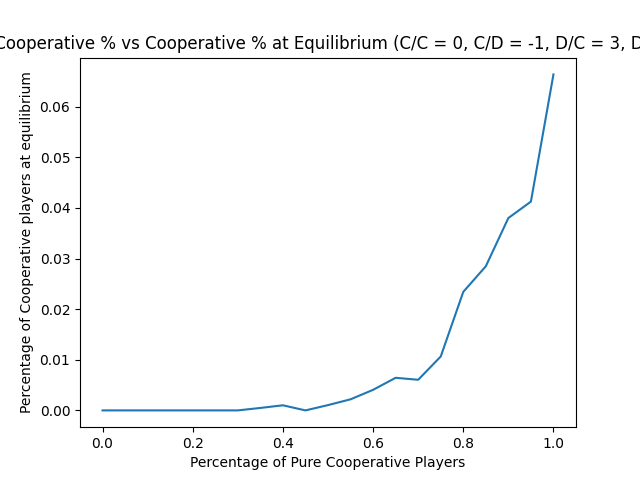 Cooperative % vs Cooperative % at Equilibrium (C/C = 0, C/D = -1, D/C = 3, D
Percentage of Cooperative players at equilibrium
0.06
0.05
0.04
0.03
0.02
0.01
0.00
0.0 0.2 0.4 0.6 0.8 1.0
Percentage of Pure Cooperative Players